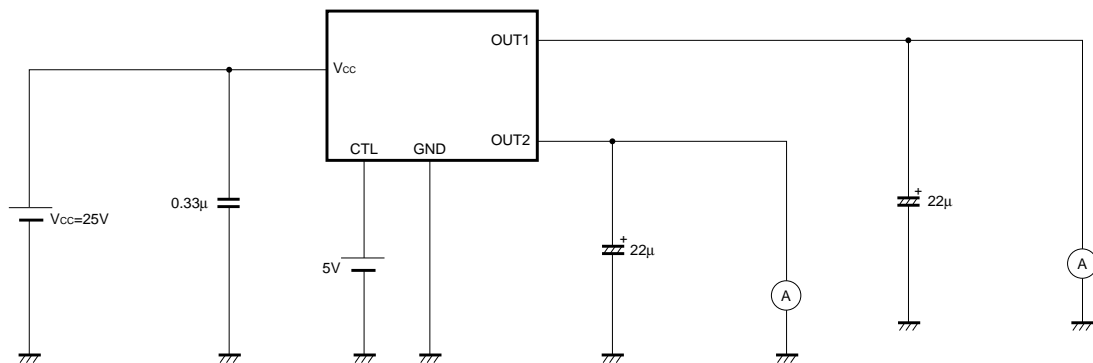 OUT1
VCC
OUT2
CTL GND
0.33μ
22μ
VCC=25V
22μ
5V
A
A
+
+